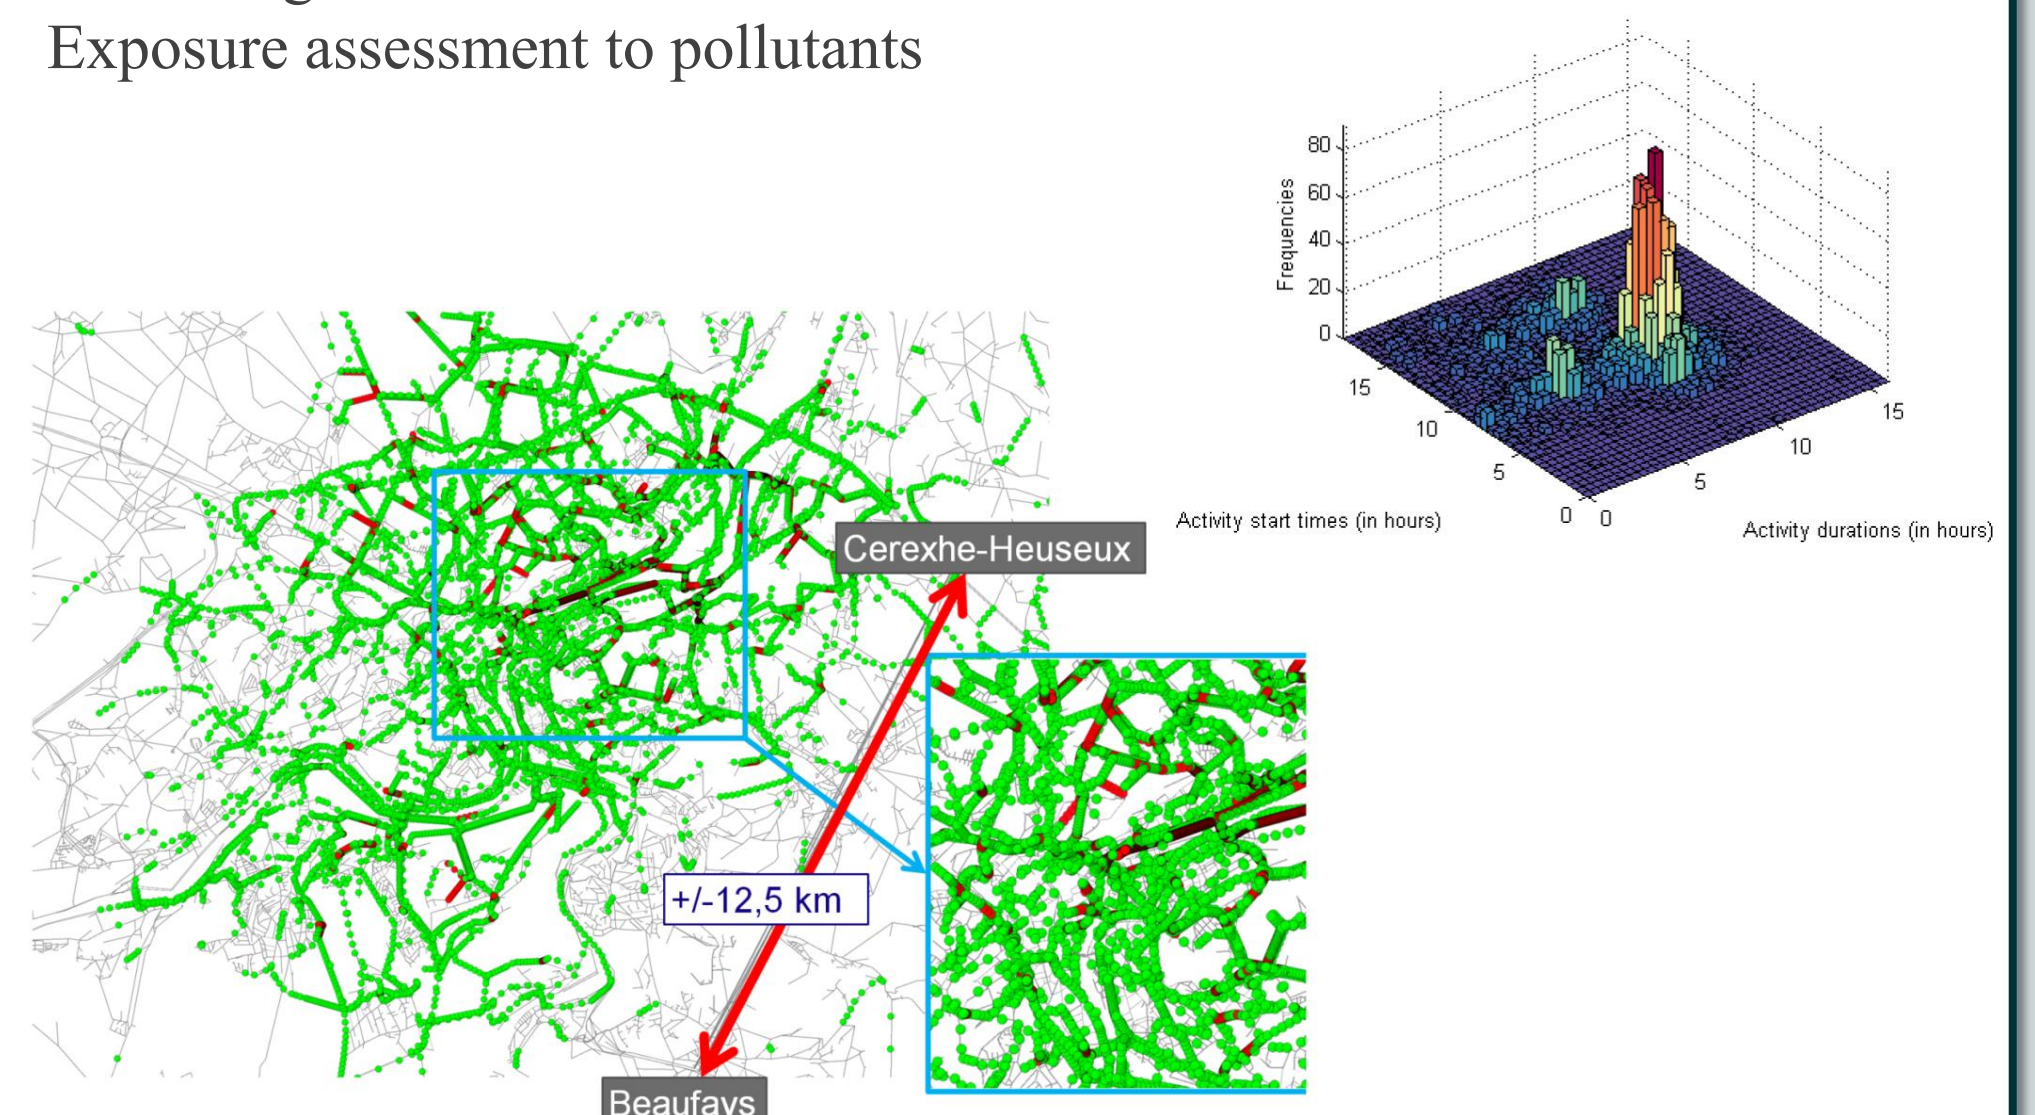 Exposure assessment to pollutants
80
60
40
20
0
Frequencies
15
10
5
0
0
5
10
15
Activity start times (in hours)
Activity durations (in hours)
Cerexhe-Heuseux
+/-12,5 km
Beaufays